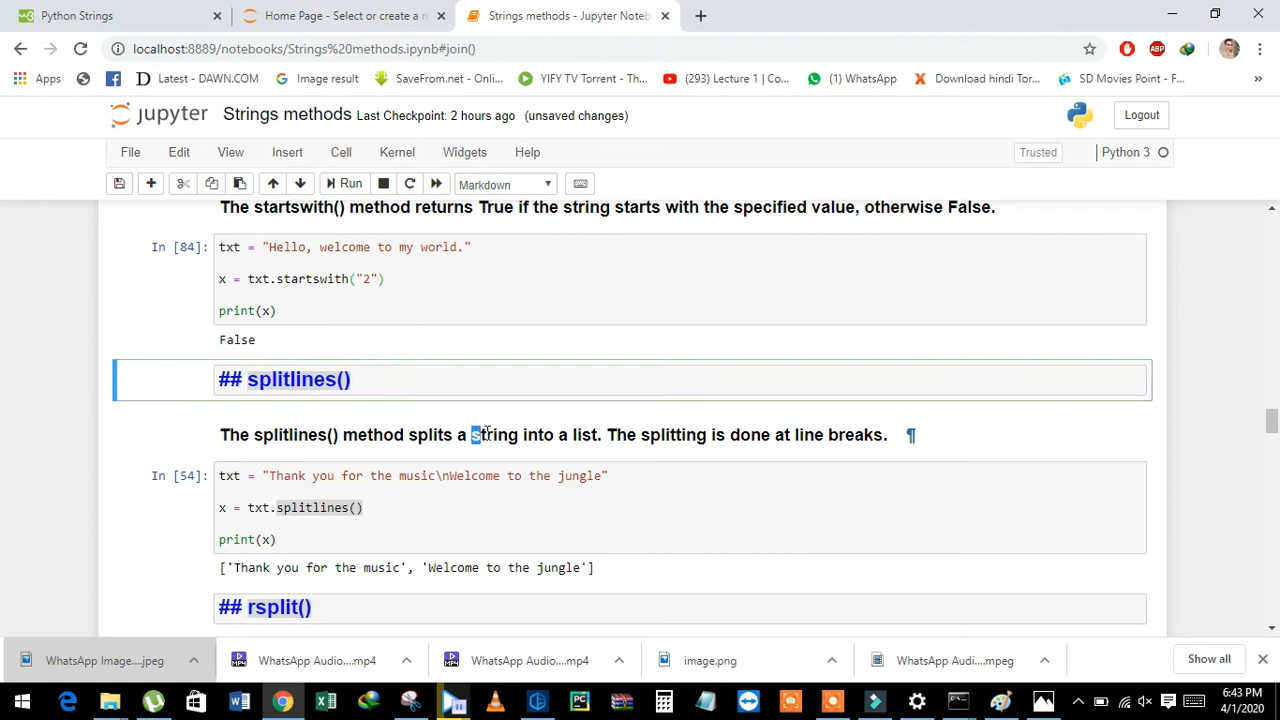 Python Strings
Home Page - Select or create a n
Strings methods - Jupyter Noteb
localhost:8889/notebooks/Strings%20methods.ipynb#join()
ABP
Apps
Latest - DAWN.COM
Image result
SaveFrom.net - Onl...
YIFY TV Torrent - Th...
(293) Lecture 1 | Co...
(1) WhatsApp
Download hindi Tor...
SD Movies Point - F...
»
jupyter
Strings methods Last Checkpoint: 2 hours ago (unsaved changes)
Logout
File Edit View Insert Cell Kernel Widgets Help
Trusted
Python 3
Run
Markdown
The startswith() method returns True if the string starts with the specified value, otherwise False.
In [84]: txt = "Hello, welcome to my world."
x = txt.startswith("2")
print(x)
False
## splitlines()
The splitlines() method splits a string into a list. The splitting is done at line breaks. ¶
In [54]: txt = "Thank you for the music\nWelcome to the jungle"
x = txt.splitlines()
print(x)
['Thank you for the music', 'Welcome to the jungle']
## rsplit()
WhatsApp Image....jpeg
WhatsApp Audio....mp4
WhatsApp Audio....mp4
image.png
WhatsApp Audi....mpeg
Show all
6:43 PM
4/1/2020